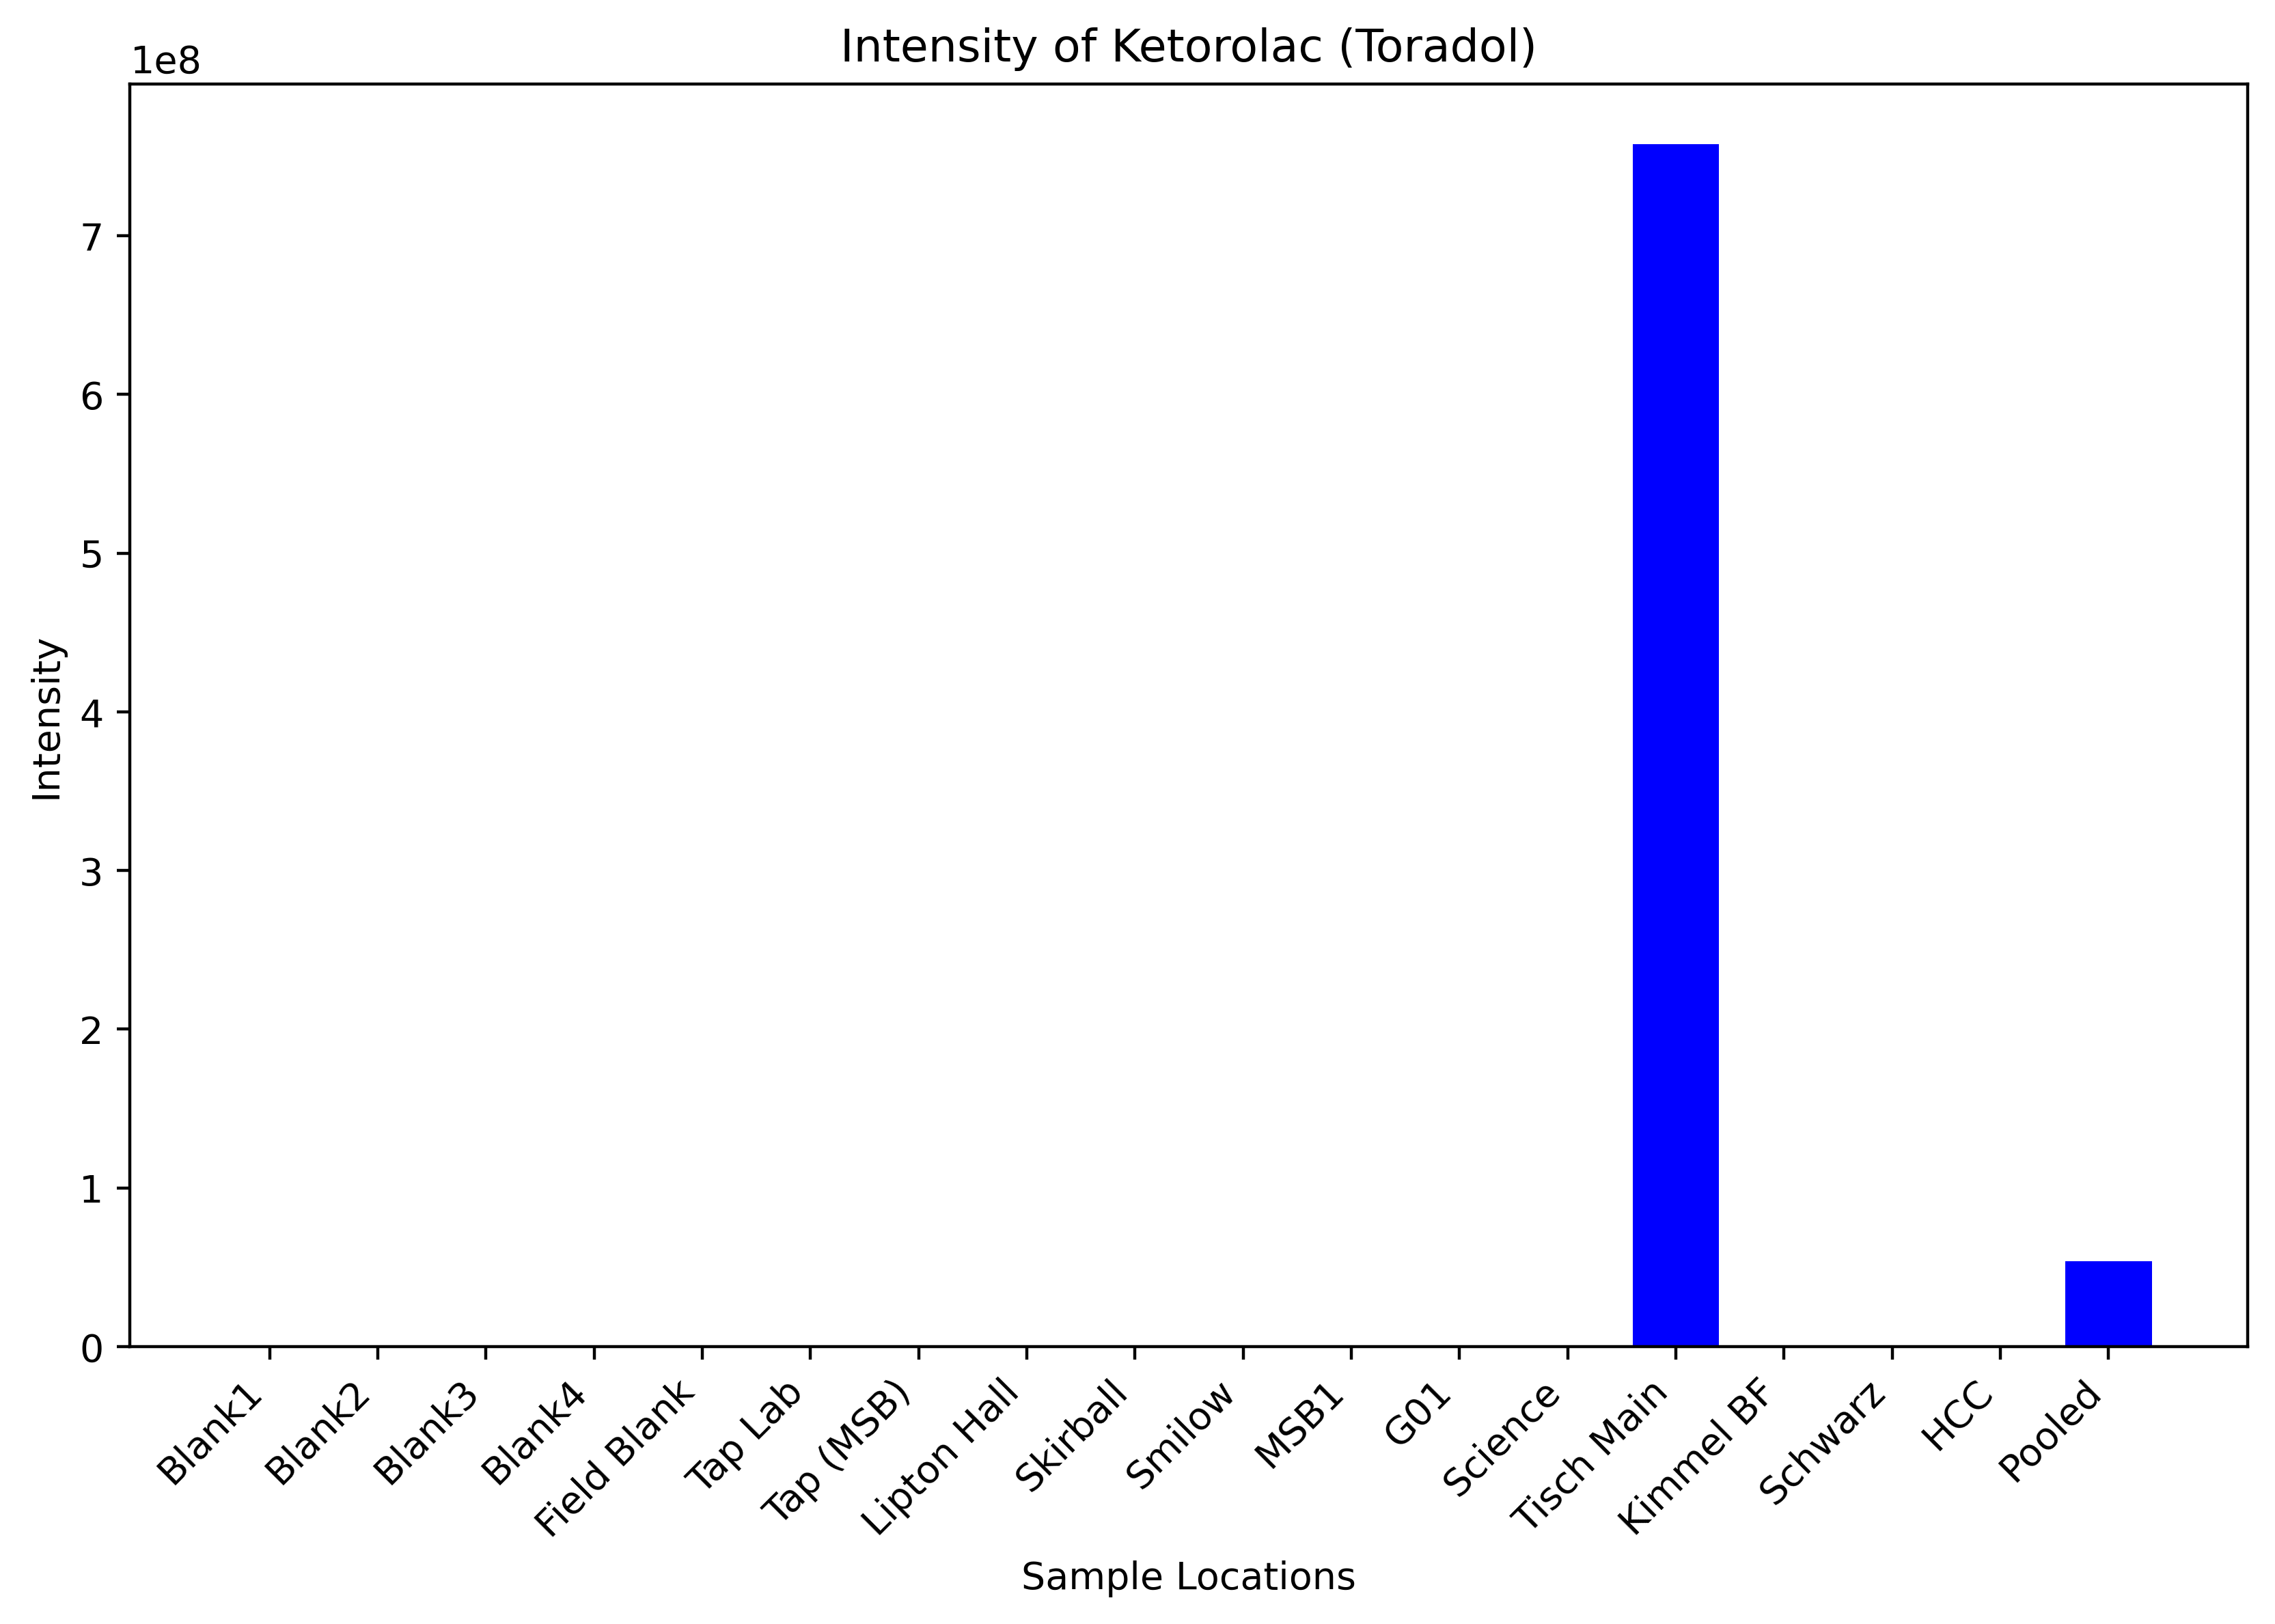 Intensity of Ketorolac (Toradol)
1e8
7
6
5
4
3
2
1
0
Intensity
Blank1
Blank2
Blank3
Blank4
Field Blank
Tap Lab
Tap (MSB)
Lipton Hall
Skirball
Smilow
MSB1
G01
Science
Tisch Main
Kimmel BF
Schwarz
HCC
Pooled
Sample Locations